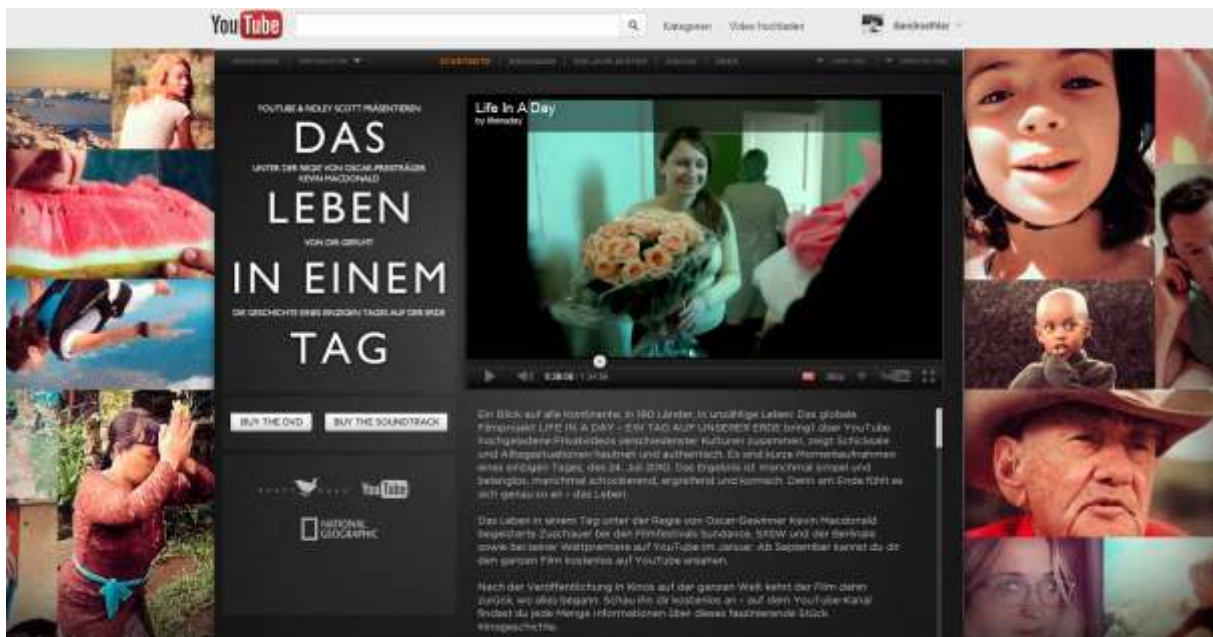 YouTube
Kategorien Video hochladen
STARTSEITE
YOUTUBE & RIDLEY SCOTT PRÄSENTIEREN
DAS
UNTER DER REGIE VON OSCAR-PREISTRÄGER
KEVIN MACDONALD
LEBEN
VON DIR GEFILMT
IN EINEM
DIE GESCHICHTE EINES EINZIGEN TAGES AUF DER ERDE
TAG
BUY THE DVD BUY THE SOUNDTRACK
YouTube
NATIONAL
GEOGRAPHIC
Life In A Day
by lifeinaday
Ein Blick auf alle Kontinente, in 190 Länder, in unzählige Leben: Das globale
Filmprojekt LIFE IN A DAY – EIN TAG AUF UNSERER ERDE bringt über YouTube
hochgeladene Privatvideos verschiedenster Kulturen zusammen, zeigt Schicksale
und Alltagssituationen hautnah und authentisch. Es sind kurze Momentaufnahmen
eines einzigen Tages, des 24. Juli 2010. Das Ergebnis ist manchmal simpel und
belanglos, manchmal schockierend, ergreifend und komisch. Denn am Ende fühlt es
sich genau so an – das Leben.
Das Leben in einem Tag unter der Regie von Oscar-Gewinner Kevin Macdonald
begeisterte Zuschauer bei den Filmfestivals Sundance, SXSW und der Berlinale
sowie bei seiner Weltpremiere auf YouTube im Januar. Ab September kannst du dir
den ganzen Film kostenlos auf YouTube ansehen.
Nach der Veröffentlichung in Kinos auf der ganzen Welt kehrt der Film dahin
zurück, wo alles begann. Schau ihn dir kostenlos an – auf dem YouTube-Kanal
findest du jede Menge Informationen über dieses faszinierende Stück
Kinogeschichte.